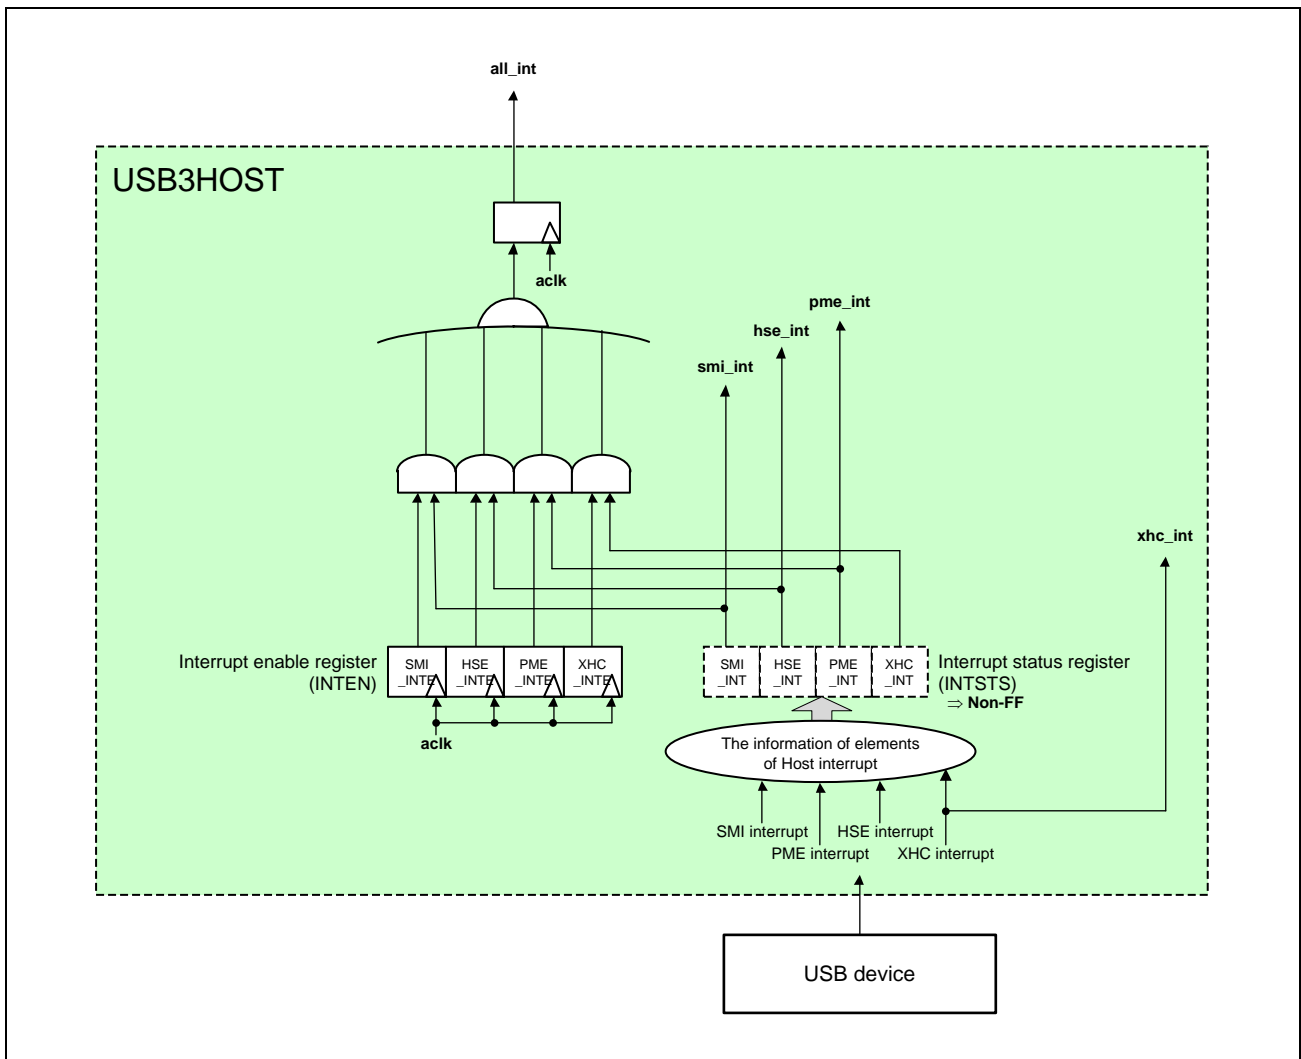 all_int
USB3HOST
aclk
pme_int
hse_int
smi_int
xhc_int
Interrupt enable register
(INTEN)
SMI
_INTE
HSE
_INTE
PME
_INTE
XHC
_INTE
SMI
_INT
HSE
_INT
PME
_INT
XHC
_INT
Interrupt status register
(INTSTS)
⇒ Non-FF
aclk
The information of elements
of Host interrupt
SMI interrupt
HSE interrupt
PME interrupt
XHC interrupt
USB device